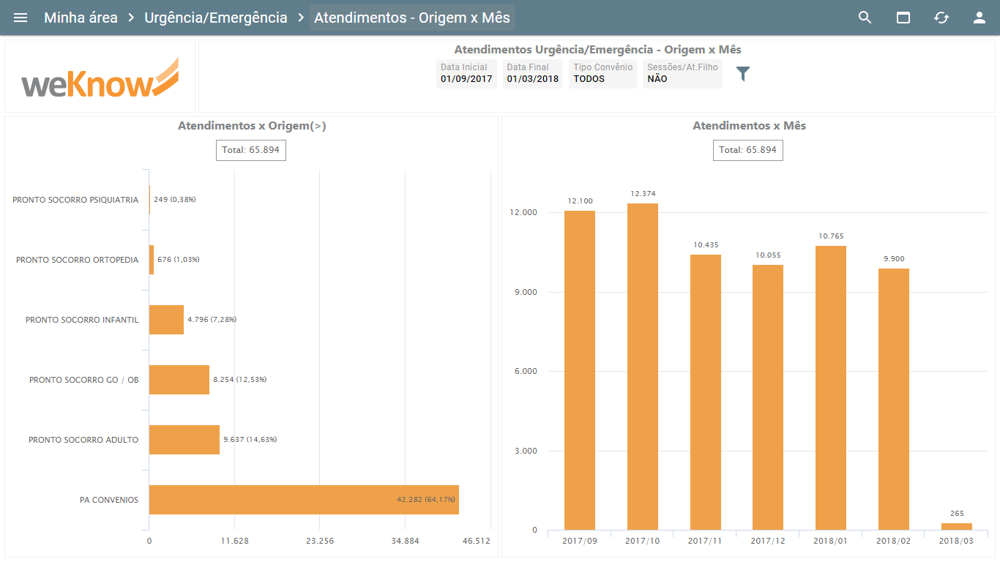 Minha área > Urgência/Emergência > Atendimentos - Origem x Mês
weKnow
Atendimentos Urgência/Emergência - Origem x Mês
Data Inicial Data Final Tipo Convênio Sessões/At.Filho
01/09/2017 01/03/2018 TODOS NÃO
Atendimentos x Origem(>)
Total: 65.894
PRONTO SOCORRO PSIQUIATRIA 249 (0,38%)
PRONTO SOCORRO ORTOPEDIA 676 (1,03%)
PRONTO SOCORRO INFANTIL 4.796 (7,28%)
PRONTO SOCORRO GO / OB 8.254 (12,53%)
PRONTO SOCORRO ADULTO 9.637 (14,63%)
PA CONVENIOS 42.282 (64,17%)
0 11.628 23.256 34.884 46.512
Atendimentos x Mês
Total: 65.894
12.000
9.000
6.000
3.000
0
12.100
12.374
10.435
10.055
10.765
9.900
265
2017/09 2017/10 2017/11 2017/12 2018/01 2018/02 2018/03